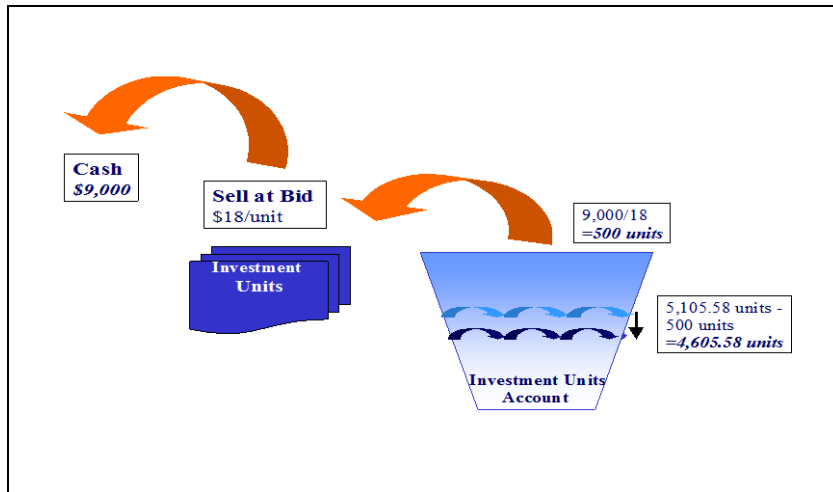 Cash
$9,000
Sell at Bid
$18/unit
Investment
Units
9,000/18
=500 units
5,105.58 units -
500 units
=4,605.58 units
Investment Units
Account